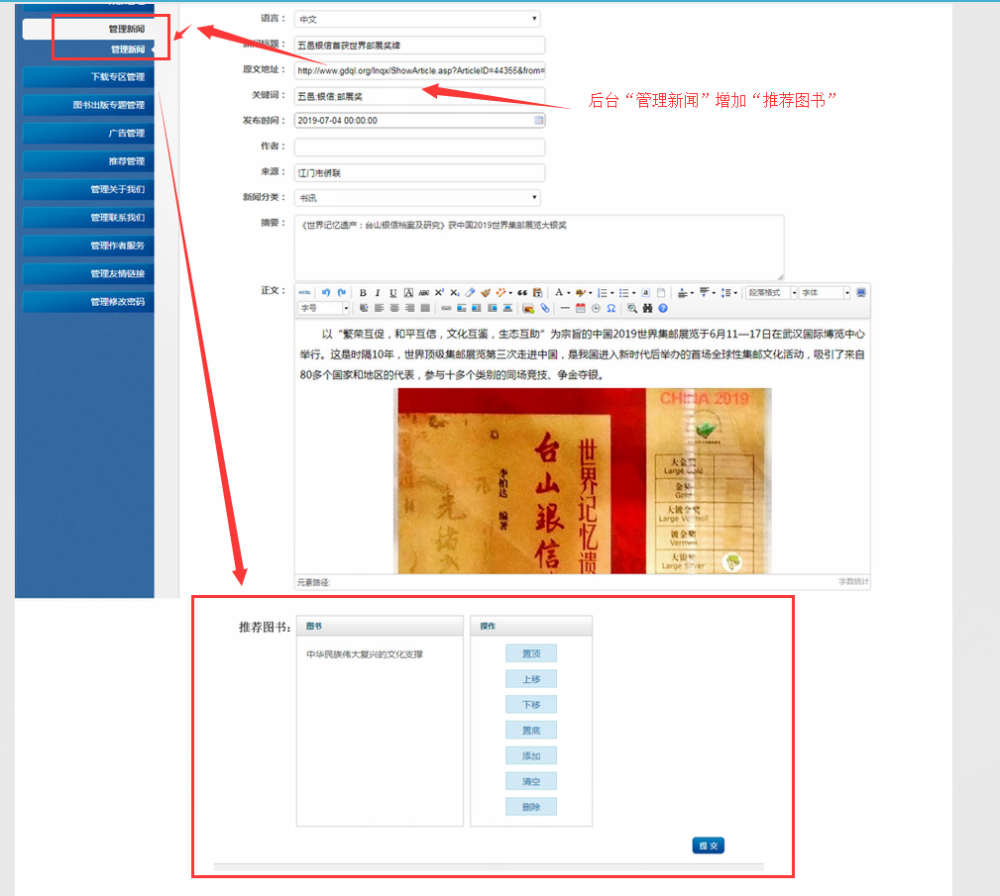 管理新闻
管理新闻
下载专区管理
图书出版专题管理
广告管理
推荐管理
管理关于我们
管理联系我们
管理作者服务
管理友情链接
管理修改密码
语言： 中文
新闻标题： 五邑银信首获世界邮展奖牌
原文地址： http://www.gdql.org/lnqx/ShowArticle.asp?ArticleID=44355&from=
关键词： 五邑;银信;邮展奖
后台“管理新闻”增加“推荐图书”
发布时间： 2019-07-04 00:00:00
作者：
来源： 江门市侨联
新闻分类： 书讯
摘要： 《世界记忆遗产：台山银信档案及研究》获中国2019世界集邮展览大银奖
正文：
HTML
段落格式
字体
字号
以“繁荣互促，和平互信，文化互鉴，生态互助”为宗旨的中国2019世界集邮展览于6月11—17日在武汉国际博览中心
举行。这是时隔10年，世界顶级集邮展览第三次走进中国，是我国进入新时代后举办的首场全球性集邮文化活动，吸引了来自
80多个国家和地区的代表，参与十多个类别的同场竞技、争金夺银。
CHINA 2019
世界记忆遗
台山银信
李柏达 编著
大金奖
Large Gold
金奖
Gold
大镀金奖
Large Vermeil
镀金奖
Vermeil
大银奖
Large Silver
元素路径:
字数统计
推荐图书：
图书
中华民族伟大复兴的文化支撑
操作
置顶
上移
下移
置底
添加
清空
删除
提交